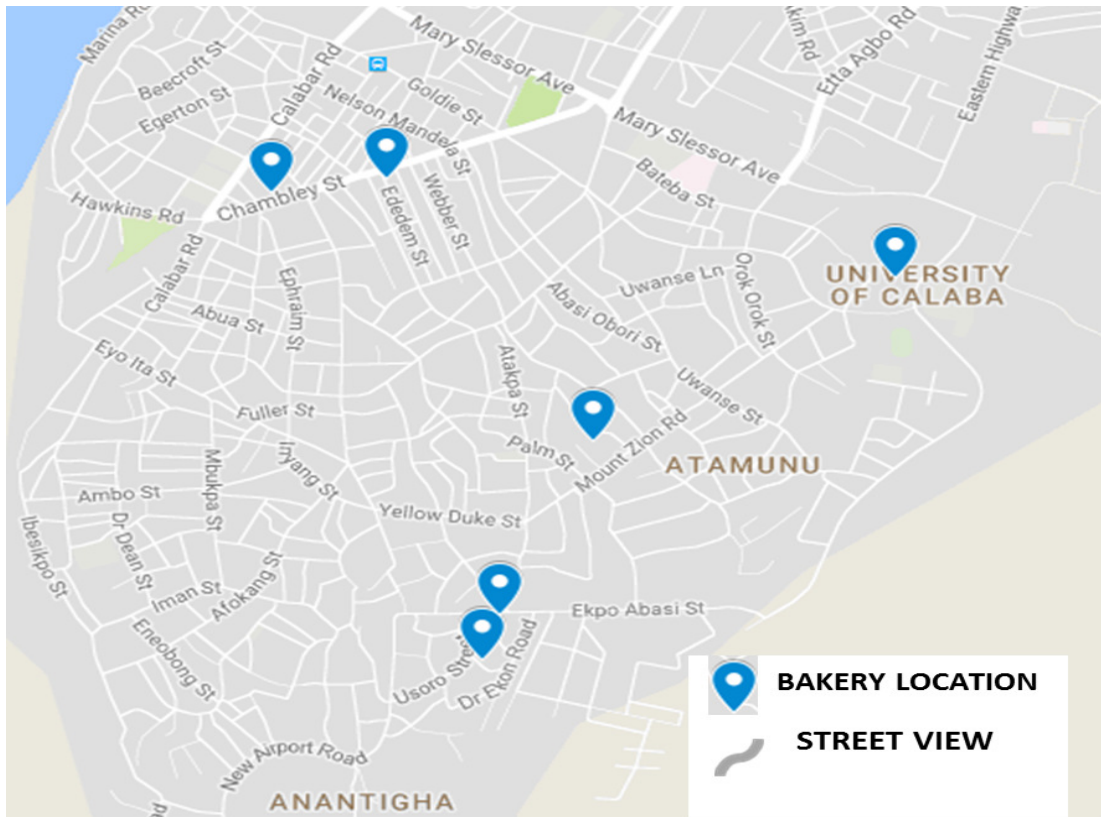 Marina Rd
Mary Slessor Ave
Etta Agbo Rd
Eastern Highway
Calabar Rd
Beecroft St
Egerton St
Goldie St
Nelson Mandela St
Mary Slessor Ave
Bateba St
Chambley St
Hawkins Rd
Ededem St
Webber St
Calabar Rd
Ephraim St
Abua St
Uwanse Ln
Orok Orok St
Abasi Obori St
UNIVERSITY
OF CALABA
Eyo Ita St
Fuller St
Atakpa St
Uwanse St
Palm St
Mount Zion Rd
ATAMUNU
Mbukpa St
Irryang St
Ambo St
Yellow Duke St
Ibesikpo St
Dr Dean St
Iman St
Afokang St
Ekpo Abasi St
Eneobong St
Usoro Stre
Dr Ekon Road
New Airport Road
ANANTIGHA
BAKERY LOCATION
STREET VIEW